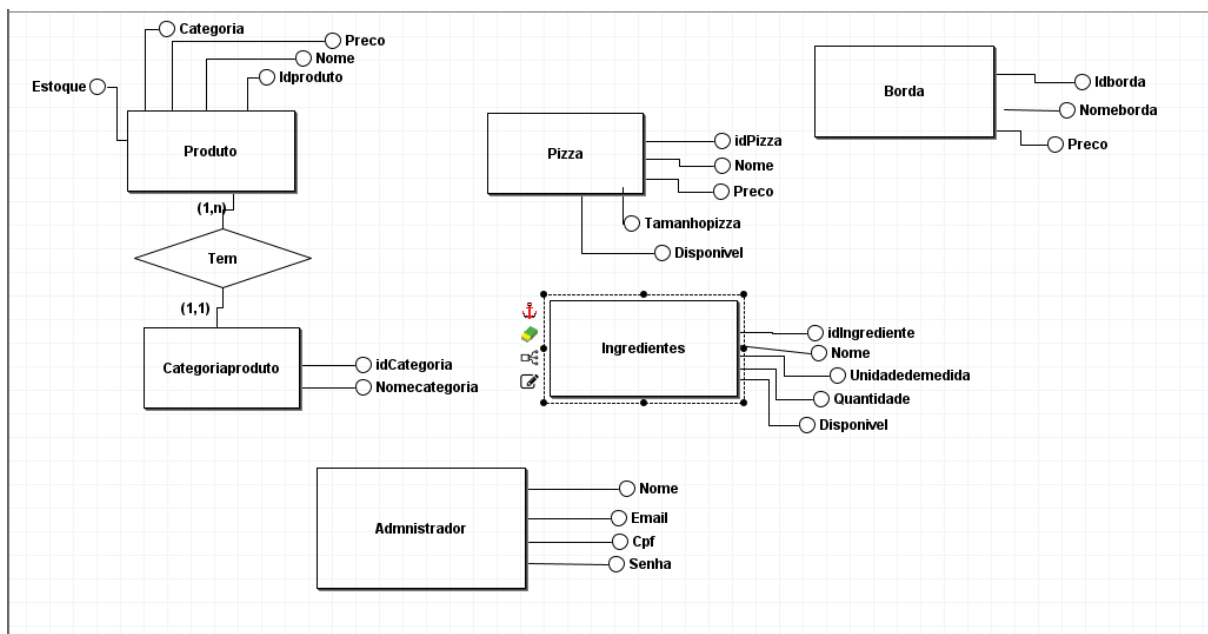 Categoria
Preco
Nome
Idproduto
Estoque
Produto
(1,n)
Tem
(1,1)
Categoriaproduto
idCategoria
Nomecategoria
Pizza
idPizza
Nome
Preco
Tamanhopizza
Disponivel
Borda
Idborda
Nomeborda
Preco
Ingredientes
idIngrediente
Nome
Unidadedemedida
Quantidade
Disponivel
Admnistrador
Nome
Email
Cpf
Senha